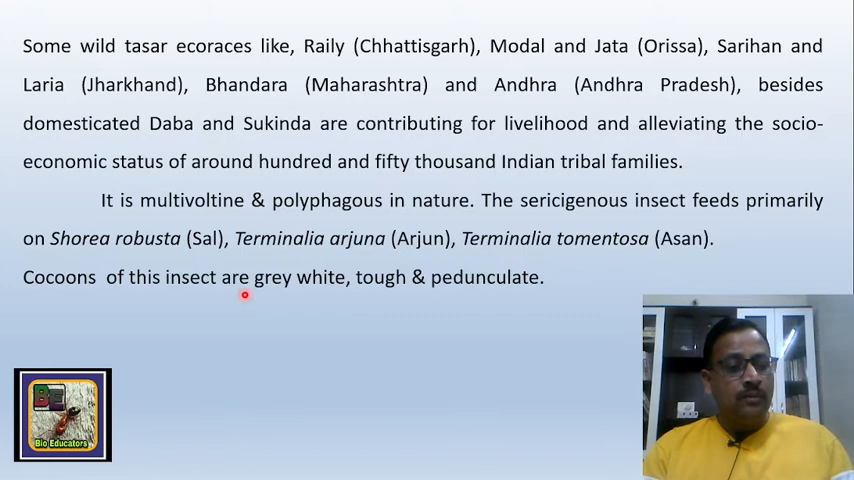 Some wild tasar ecoraces like, Raily (Chhattisgarh), Modal and Jata (Orissa), Sarihan and
Laria (Jharkhand), Bhandara (Maharashtra) and Andhra (Andhra Pradesh), besides
domesticated Daba and Sukinda are contributing for livelihood and alleviating the socio-
economic status of around hundred and fifty thousand Indian tribal families.
It is multivoltine & polyphagous in nature. The sericigenous insect feeds primarily
on Shorea robusta (Sal), Terminalia arjuna (Arjun), Terminalia tomentosa (Asan).
Cocoons of this insect are grey white, tough & pedunculate.
BE
Bio Educators